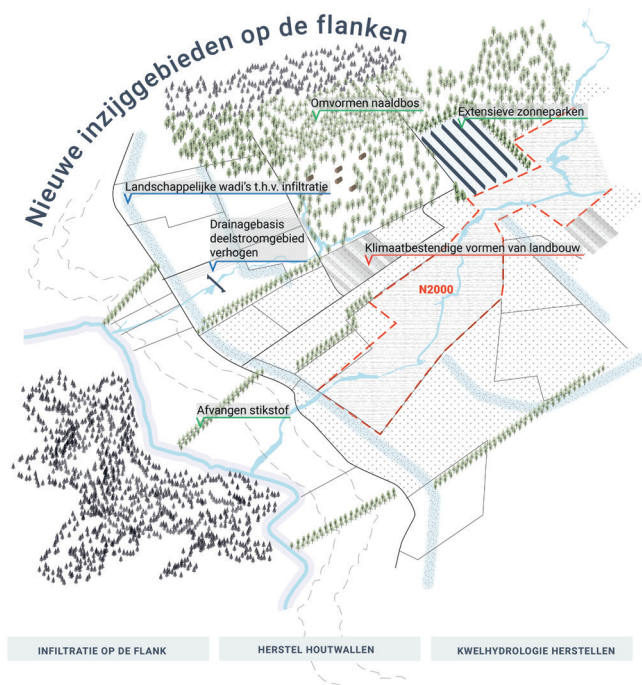 Nieuwe inzijggebieden op de flanken
Omvormen naaldbos
Extensieve zonneparken
Landschappelijke wadi's t.h.v. infiltratie
Drainagebasis
deelstroomgebied
verhogen
Klimaatbestendige vormen van landbouw
N2000
Afvangen stikstof
INFILTRATIE OP DE FLANK
HERSTEL HOUTWALLEN
KWELHYDROLOGIE HERSTELLEN